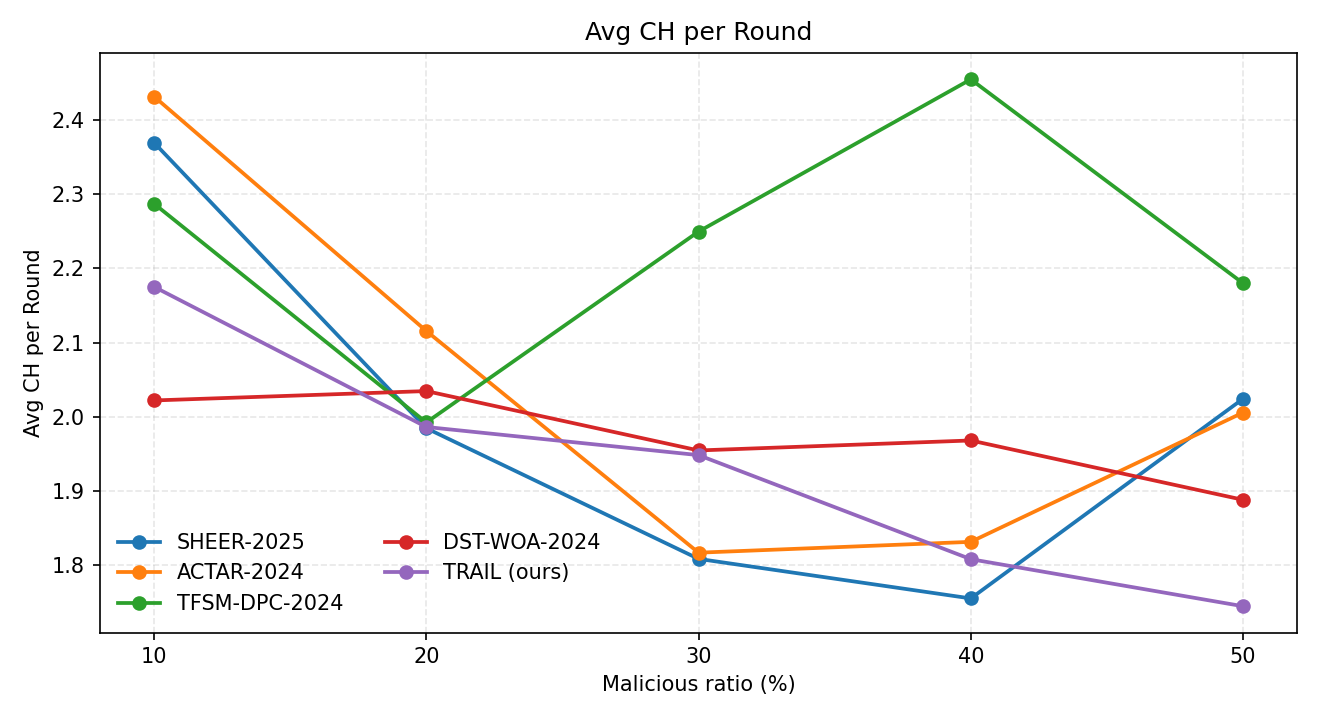 Avg CH per Round
Avg CH per Round
2.4
2.3
2.2
2.1
2.0
1.9
1.8
SHEER-2025
ACTAR-2024
TFSM-DPC-2024
DST-WOA-2024
TRAIL (ours)
10 20 30 40 50
Malicious ratio (%)